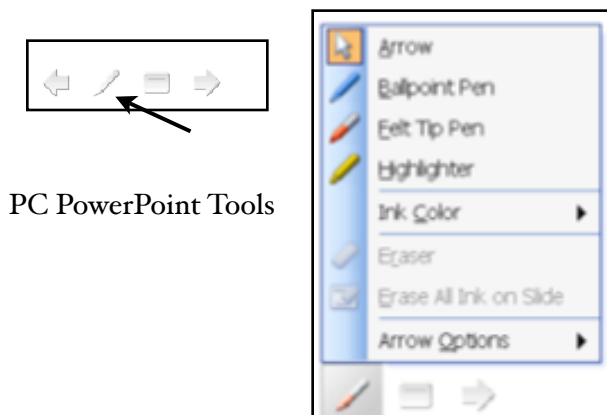 PC PowerPoint Tools
Arrow
Ballpoint Pen
Felt Tip Pen
Highlighter
Ink Color
Eraser
Erase All Ink on Slide
Arrow Options